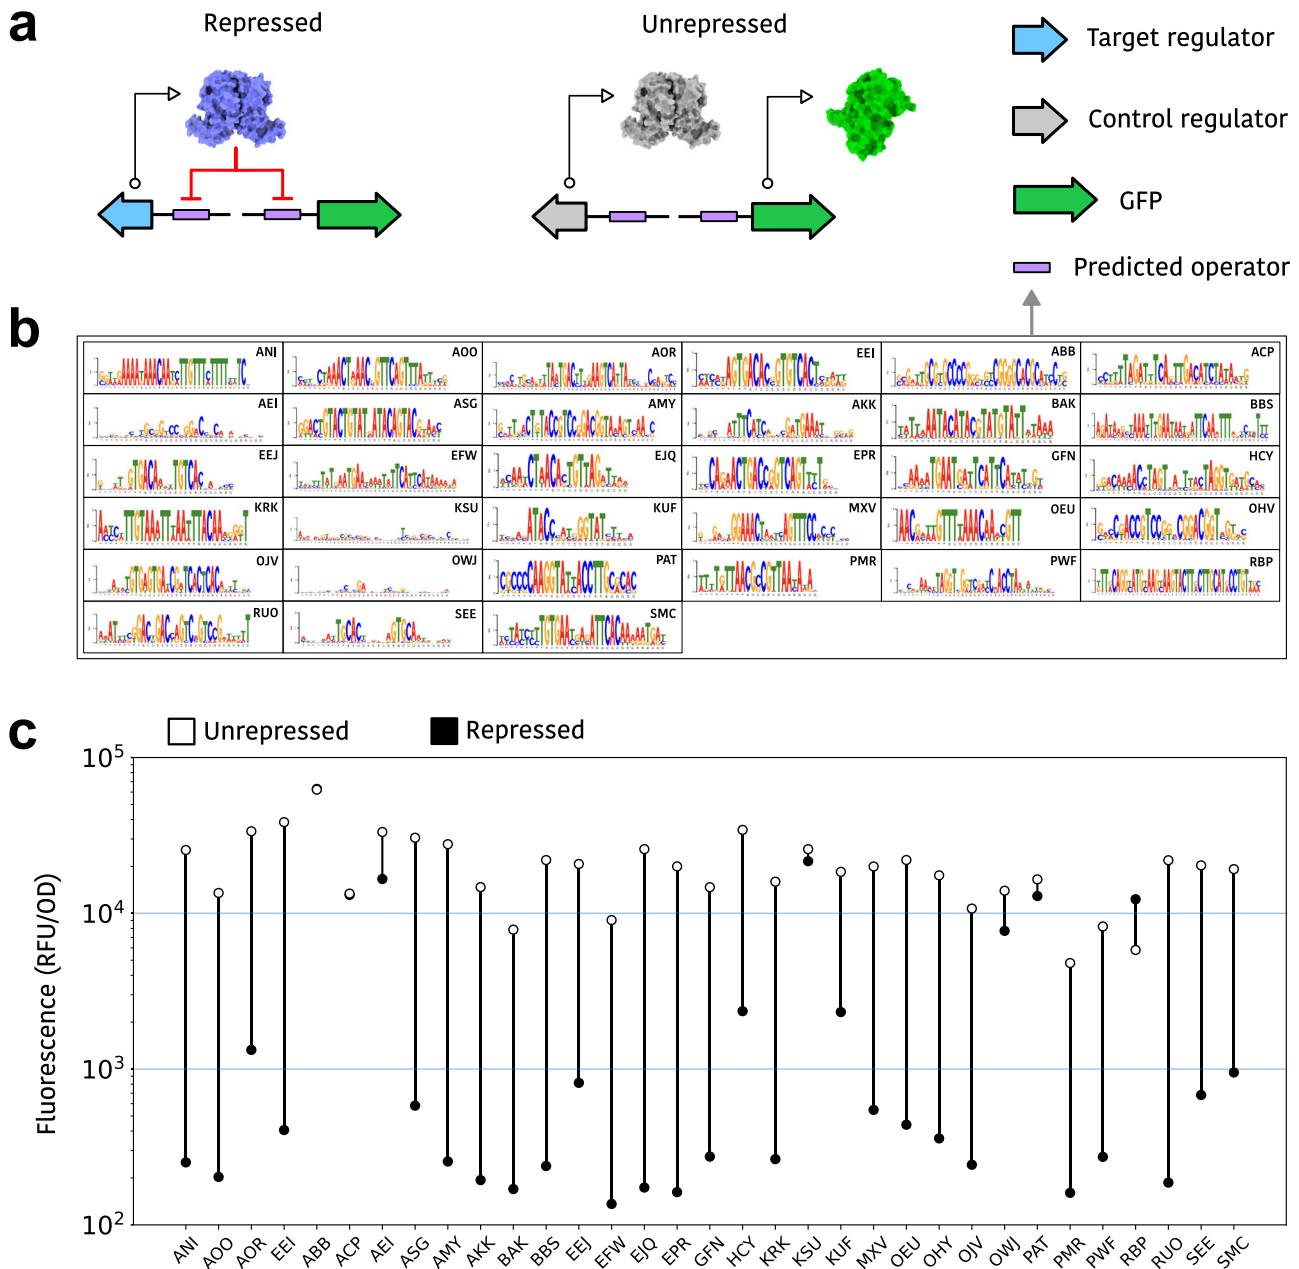 a
Repressed
Unrepressed
Target regulator
Control regulator
GFP
Predicted operator
b
ANI
AOO
AOR
EEI
ABB
ACP
AEI
ASG
AMY
AKK
BAK
BBS
EEJ
EFW
EJQ
EPR
GFN
HCY
KRK
KSU
KUF
MXV
OEU
OHV
OJV
OWJ
PAT
PMR
PWF
RBP
RUO
SEE
SMC
c
Unrepressed
Repressed
Fluorescence (RFU/OD)
10^5
10^4
10^3
10^2
ANI
AOO
AOR
EEI
ABB
ACP
AEI
ASG
AMY
AKK
BAK
BBS
EEJ
EFW
EJQ
EPR
GFN
HCY
KRK
KSU
KUF
MXV
OEU
OHY
OJV
OWJ
PAT
PMR
PWF
RBP
RUO
SEE
SMC